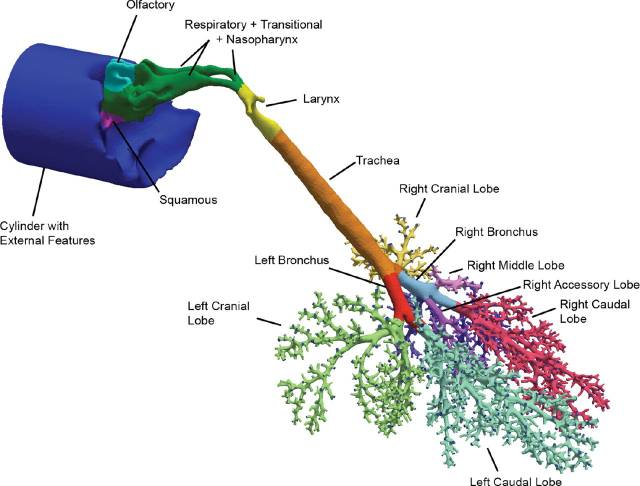 Olfactory
Respiratory + Transitional
+ Nasopharynx
Larynx
Trachea
Squamous
Cylinder with
External Features
Right Cranial Lobe
Right Bronchus
Left Bronchus
Right Middle Lobe
Right Accessory Lobe
Right Caudal
Lobe
Left Cranial
Lobe
Left Caudal Lobe